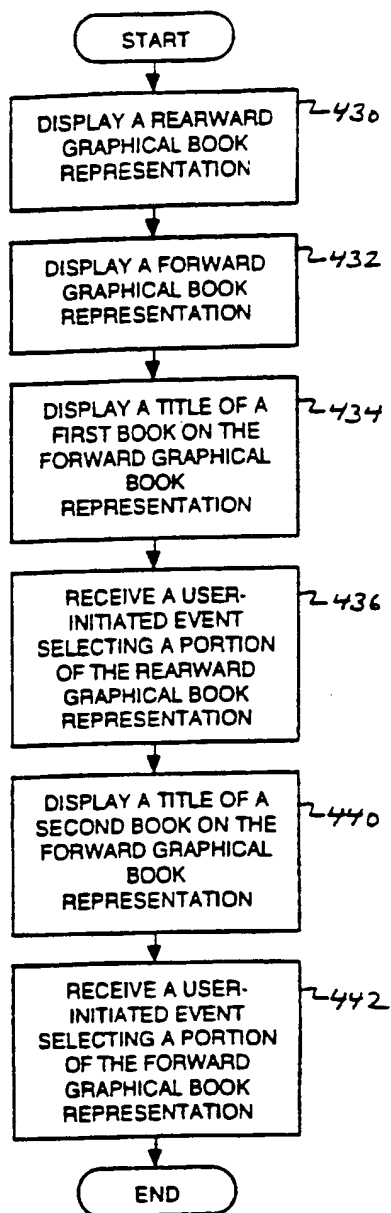 START
DISPLAY A REARWARD
GRAPHICAL BOOK
REPRESENTATION
430
DISPLAY A FORWARD
GRAPHICAL BOOK
REPRESENTATION
432
DISPLAY A TITLE OF A
FIRST BOOK ON THE
FORWARD GRAPHICAL
BOOK
REPRESENTATION
434
RECEIVE A USER-
INITIATED EVENT
SELECTING A PORTION
OF THE REARWARD
GRAPHICAL BOOK
REPRESENTATION
436
DISPLAY A TITLE OF A
SECOND BOOK ON THE
FORWARD GRAPHICAL
BOOK
REPRESENTATION
440
RECEIVE A USER-
INITIATED EVENT
SELECTING A PORTION
OF THE FORWARD
GRAPHICAL BOOK
REPRESENTATION
442
END